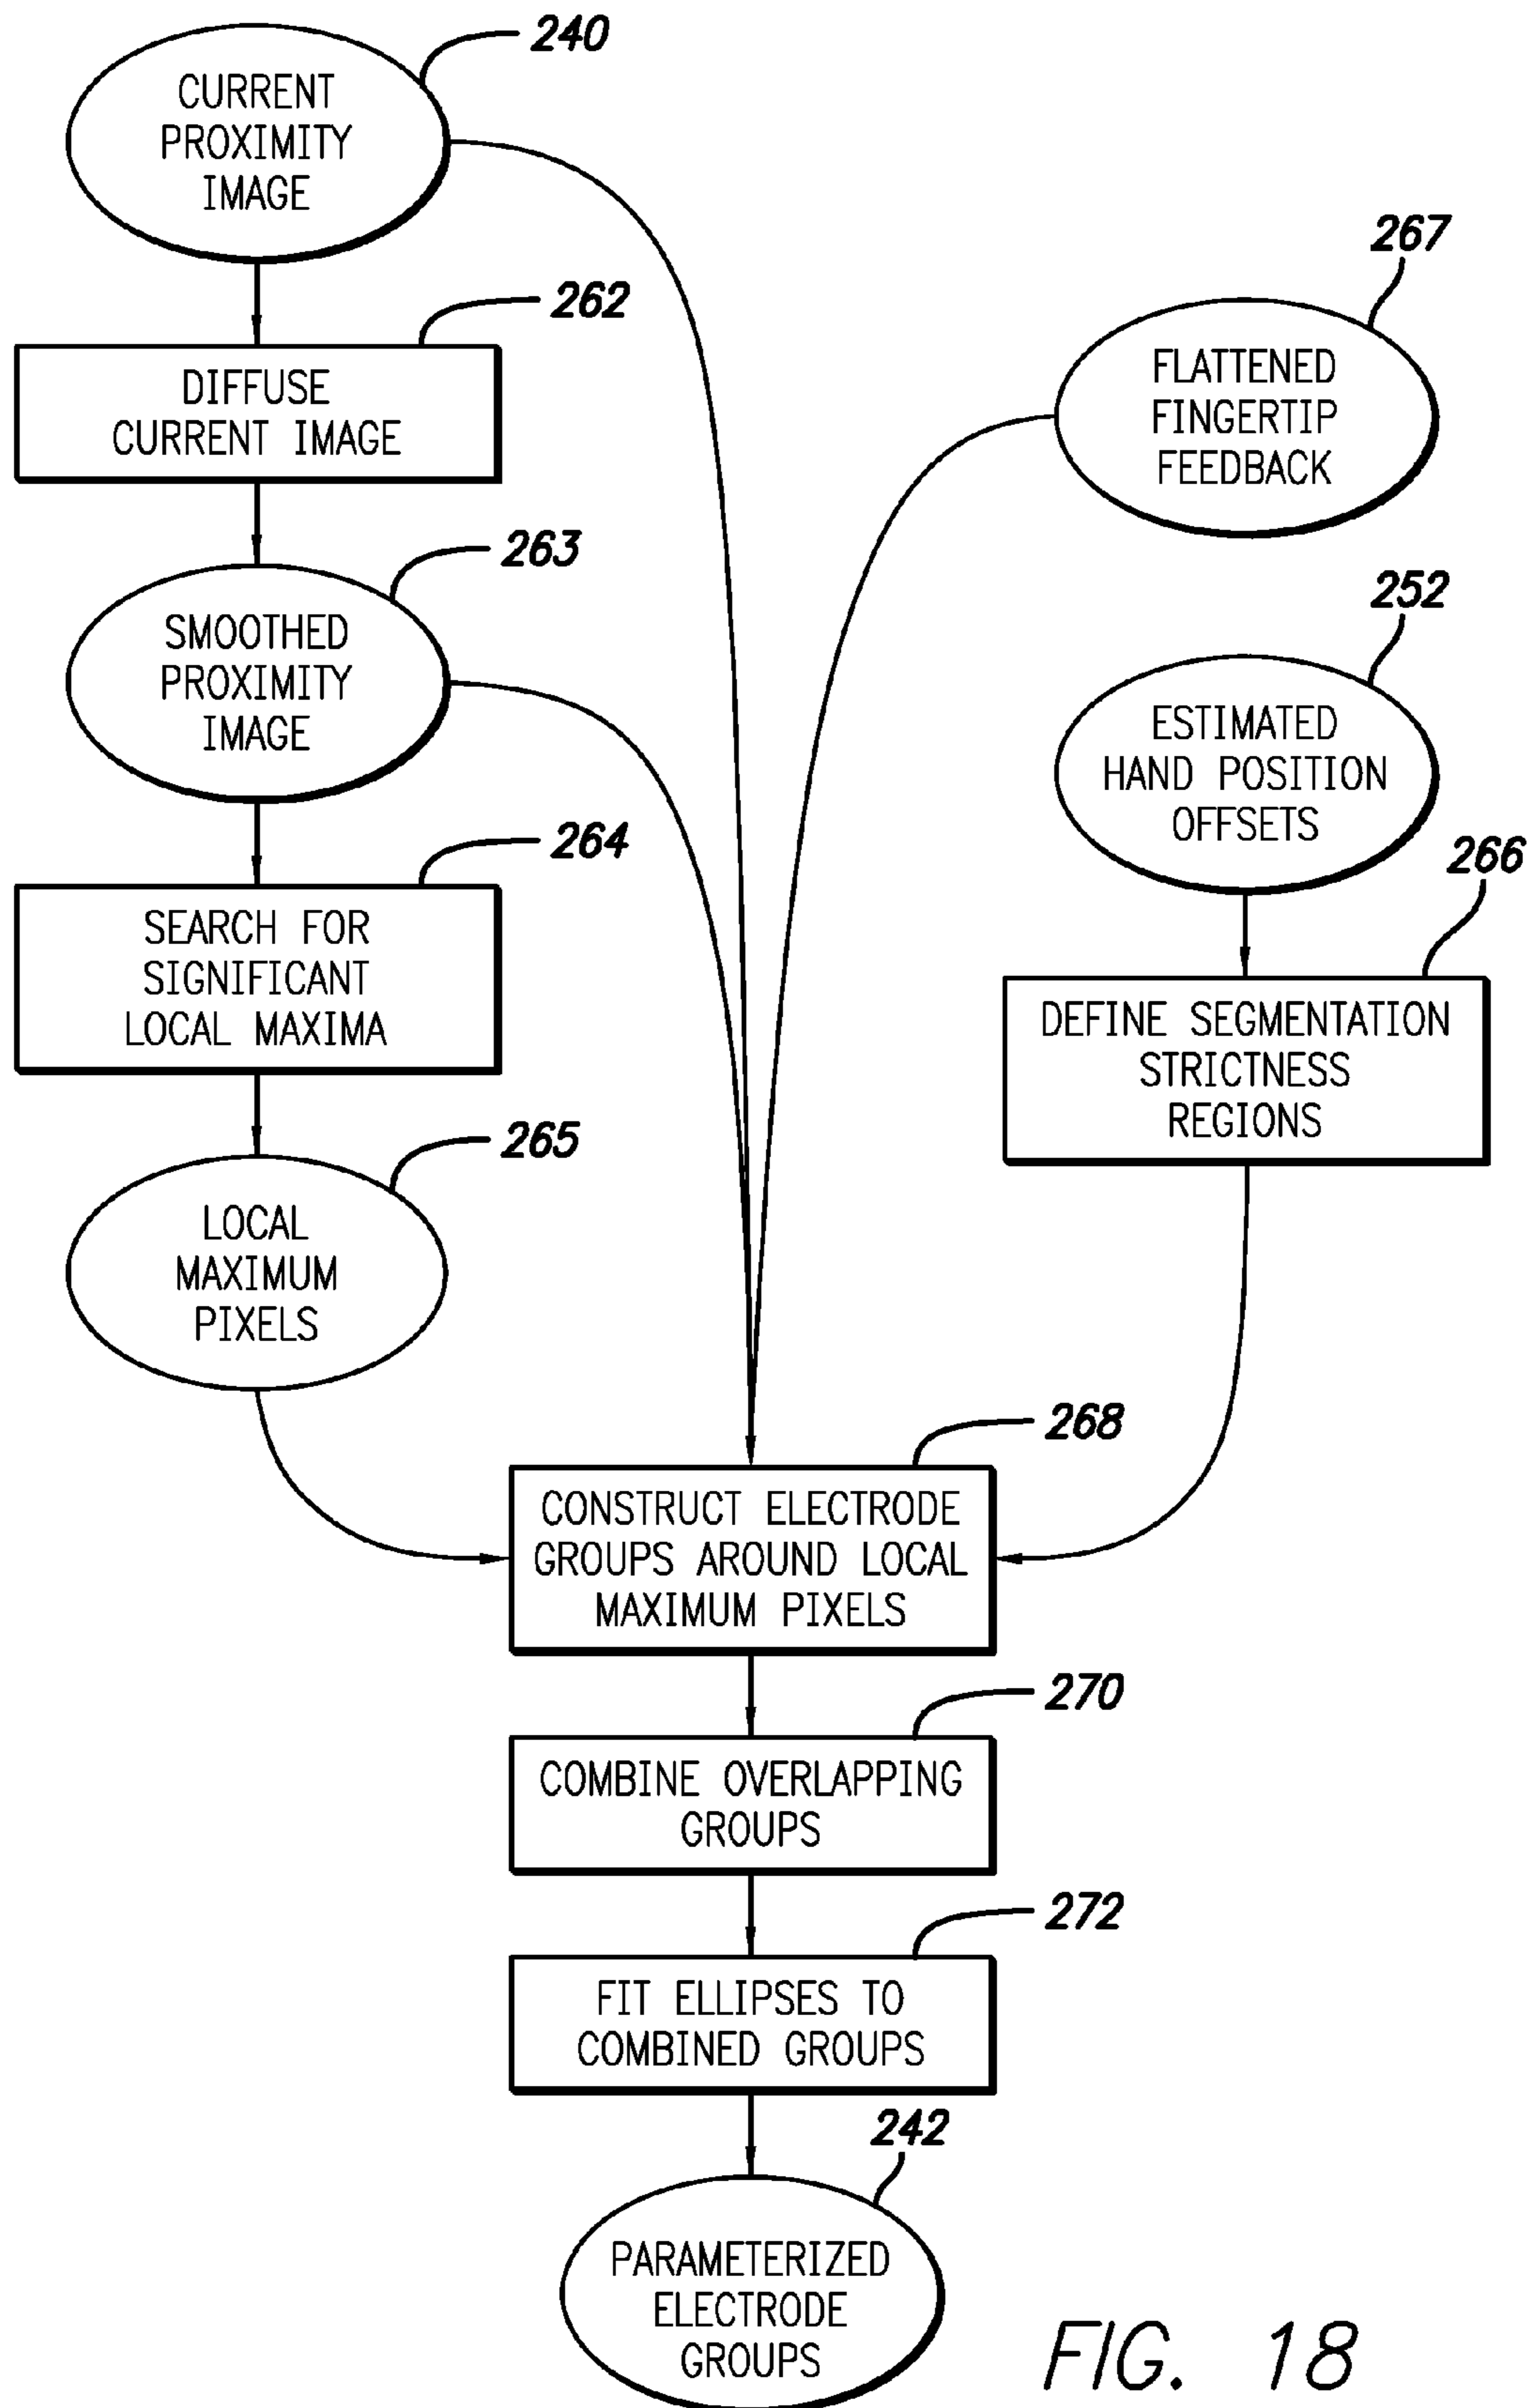 240
CURRENT
PROXIMITY
IMAGE
262
DIFFUSE
CURRENT IMAGE
263
SMOOTHED
PROXIMITY
IMAGE
264
SEARCH FOR
SIGNIFICANT
LOCAL MAXIMA
265
LOCAL
MAXIMUM
PIXELS
267
FLATTENED
FINGERTIP
FEEDBACK
252
ESTIMATED
HAND POSITION
OFFSETS
266
DEFINE SEGMENTATION
STRICTNESS
REGIONS
268
CONSTRUCT ELECTRODE
GROUPS AROUND LOCAL
MAXIMUM PIXELS
270
COMBINE OVERLAPPING
GROUPS
272
FIT ELLIPSES TO
COMBINED GROUPS
242
PARAMETERIZED
ELECTRODE
GROUPS
FIG. 18